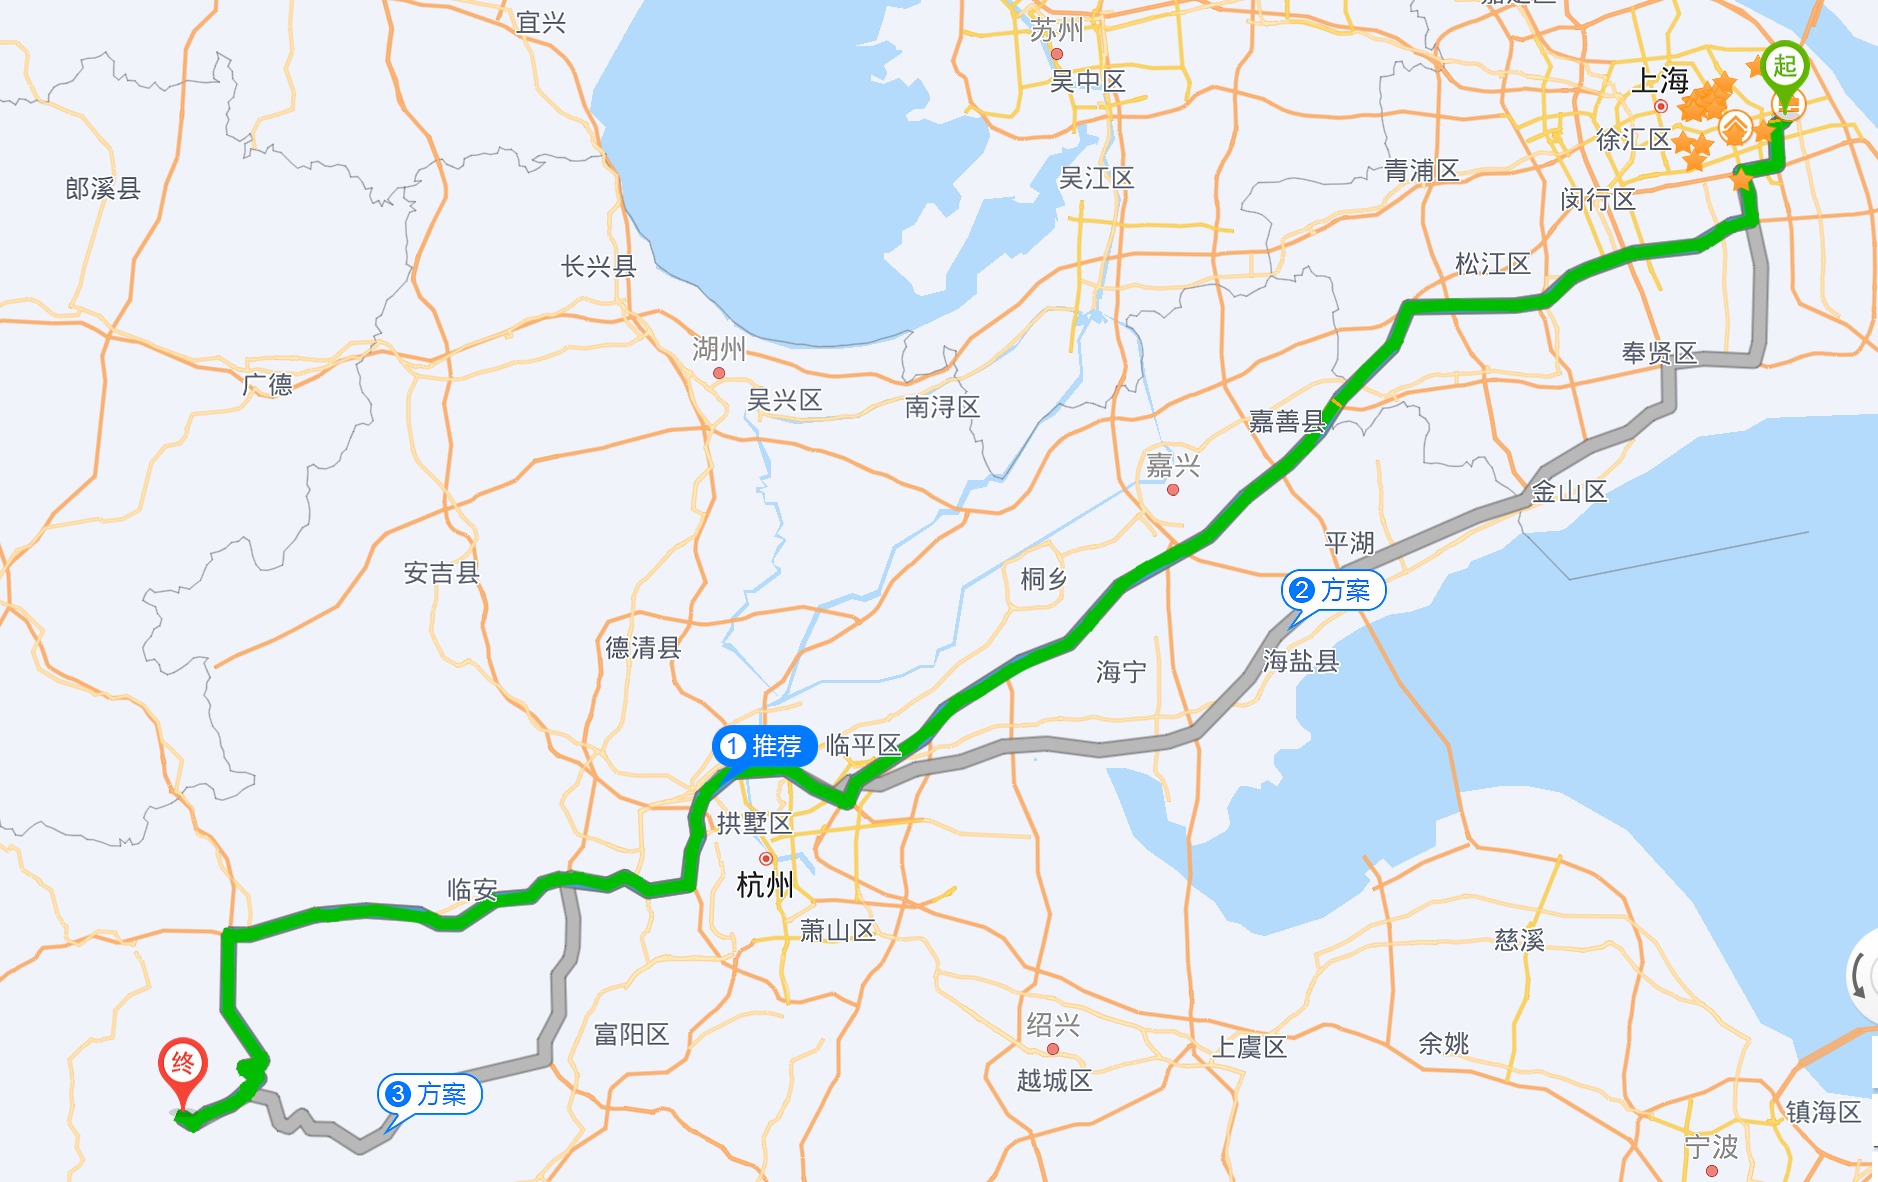 宜兴
苏州
吴中区
上海
起
徐汇区
郎溪县
吴江区
青浦区
闵行区
长兴县
松江区
湖州
奉贤区
广德
吴兴区
南浔区
嘉善县
嘉兴
金山区
平湖
安吉县
桐乡
2 方案
德清县
海宁
海盐县
1 推荐
临平区
拱墅区
杭州
临安
萧山区
慈溪
富阳区
绍兴
上虞区
余姚
终
越城区
3 方案
镇海区
宁波